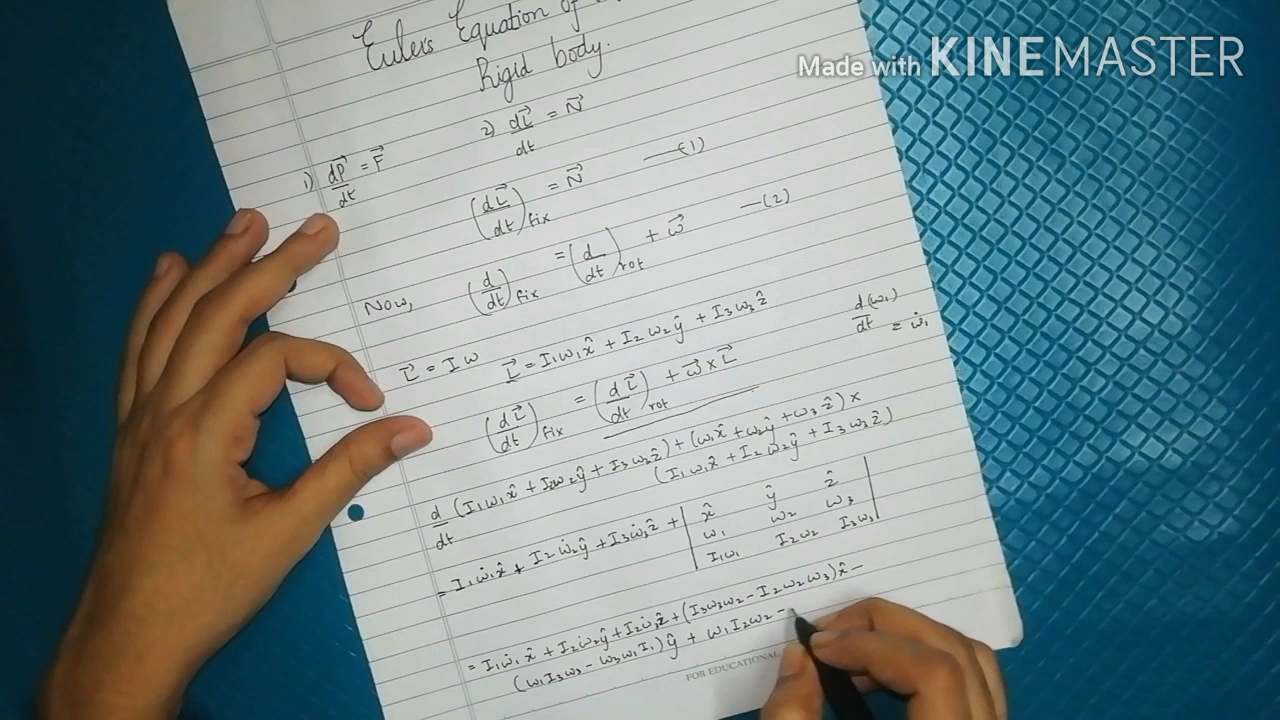 Made with KINEMASTER
Eulers Equation of
Rigid body.
1) dP⃗/dt = F⃗ 2) dL⃗/dt = N⃗
(dL⃗/dt)fix = N⃗ —(1)
Now, (d/dt)fix = (d/dt)rot + ω⃗ —(2)
L⃗ = Iω L⃗ = I₁ω₁x̂ + I₂ω₂ŷ + I₃ω₃ẑ
d(ω₁)/dt = ω̇₁
(dL⃗/dt)fix = (dL⃗/dt)rot + ω⃗ × L⃗
d/dt (I₁ω₁x̂ + I₂ω₂ŷ + I₃ω₃ẑ) + (ω₁x̂ + ω₂ŷ + ω₃ẑ) ×
(I₁ω₁x̂ + I₂ω₂ŷ + I₃ω₃ẑ)
= I₁ω̇₁x̂ + I₂ω̇₂ŷ + I₃ω̇₃ẑ + | x̂ ŷ ẑ
ω₁ ω₂ ω₃
I₁ω₁ I₂ω₂ I₃ω₃ |
= I₁ω̇₁x̂ + I₂ω̇₂ŷ + I₃ω̇₃ẑ + (I₃ω₃ω₂ – I₂ω₂ω₃)x̂ –
(ω₁I₃ω₃ – ω₃ω₁I₁)ŷ + ω₁I₂ω₂ –
FOR EDUCATIONAL